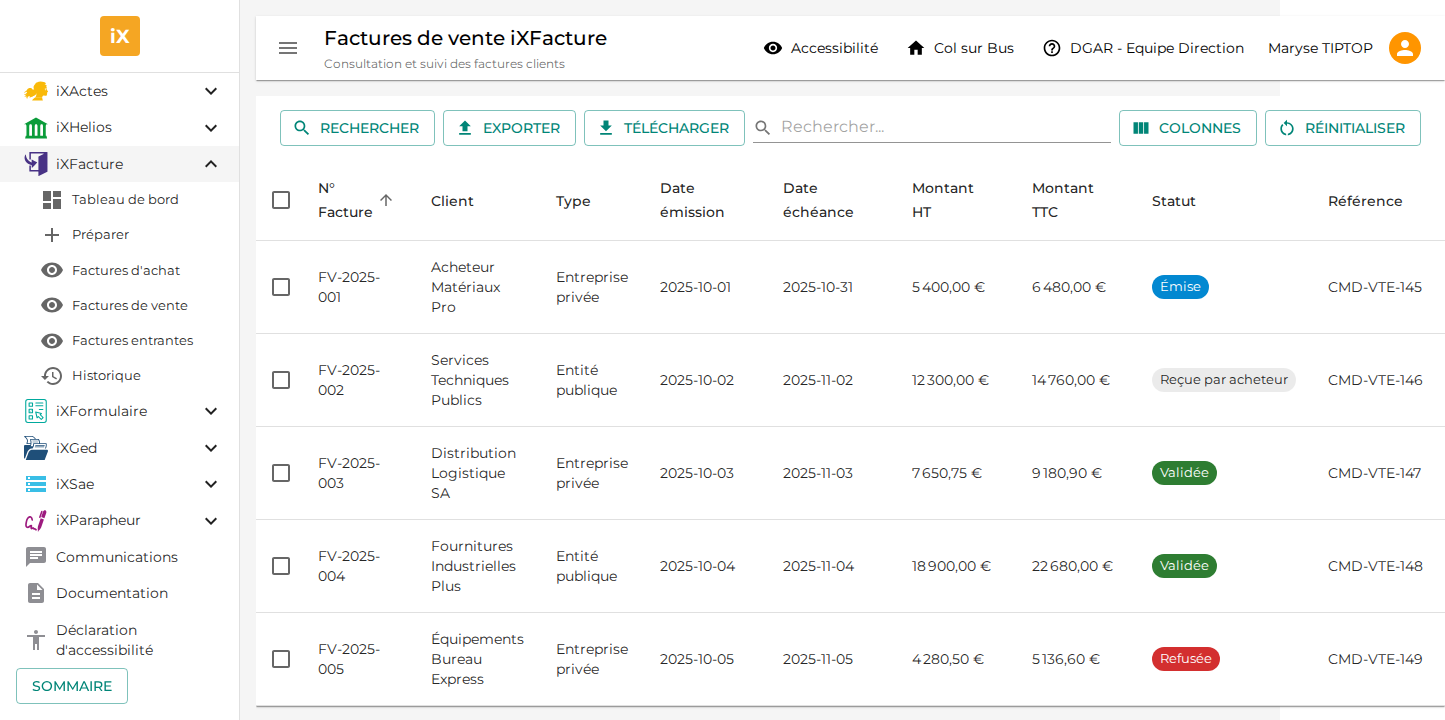 iX
iXActes
iXHelios
iXFacture
Tableau de bord
Préparer
Factures d'achat
Factures de vente
Factures entrantes
Historique
iXFormulaire
iXGed
iXSae
iXParapheur
Communications
Documentation
Déclaration
d'accessibilité
SOMMAIRE
Factures de vente iXFacture
Consultation et suivi des factures clients
Accessibilité
Col sur Bus
DGAR - Equipe Direction
Maryse TIPTOP
RECHERCHER
EXPORTER
TÉLÉCHARGER
Rechercher...
COLONNES
RÉINITIALISER
N°
Facture
Client
Type
Date
émission
Date
échéance
Montant
HT
Montant
TTC
Statut
Référence
FV-2025-
001
Acheteur
Matériaux
Pro
Entreprise
privée
2025-10-01
2025-10-31
5 400,00 €
6 480,00 €
Émise
CMD-VTE-145
FV-2025-
002
Services
Techniques
Publics
Entité
publique
2025-10-02
2025-11-02
12 300,00 €
14 760,00 €
Reçue par acheteur
CMD-VTE-146
FV-2025-
003
Distribution
Logistique
SA
Entreprise
privée
2025-10-03
2025-11-03
7 650,75 €
9 180,90 €
Validée
CMD-VTE-147
FV-2025-
004
Fournitures
Industrielles
Plus
Entité
publique
2025-10-04
2025-11-04
18 900,00 €
22 680,00 €
Validée
CMD-VTE-148
FV-2025-
005
Équipements
Bureau
Express
Entreprise
privée
2025-10-05
2025-11-05
4 280,50 €
5 136,60 €
Refusée
CMD-VTE-149